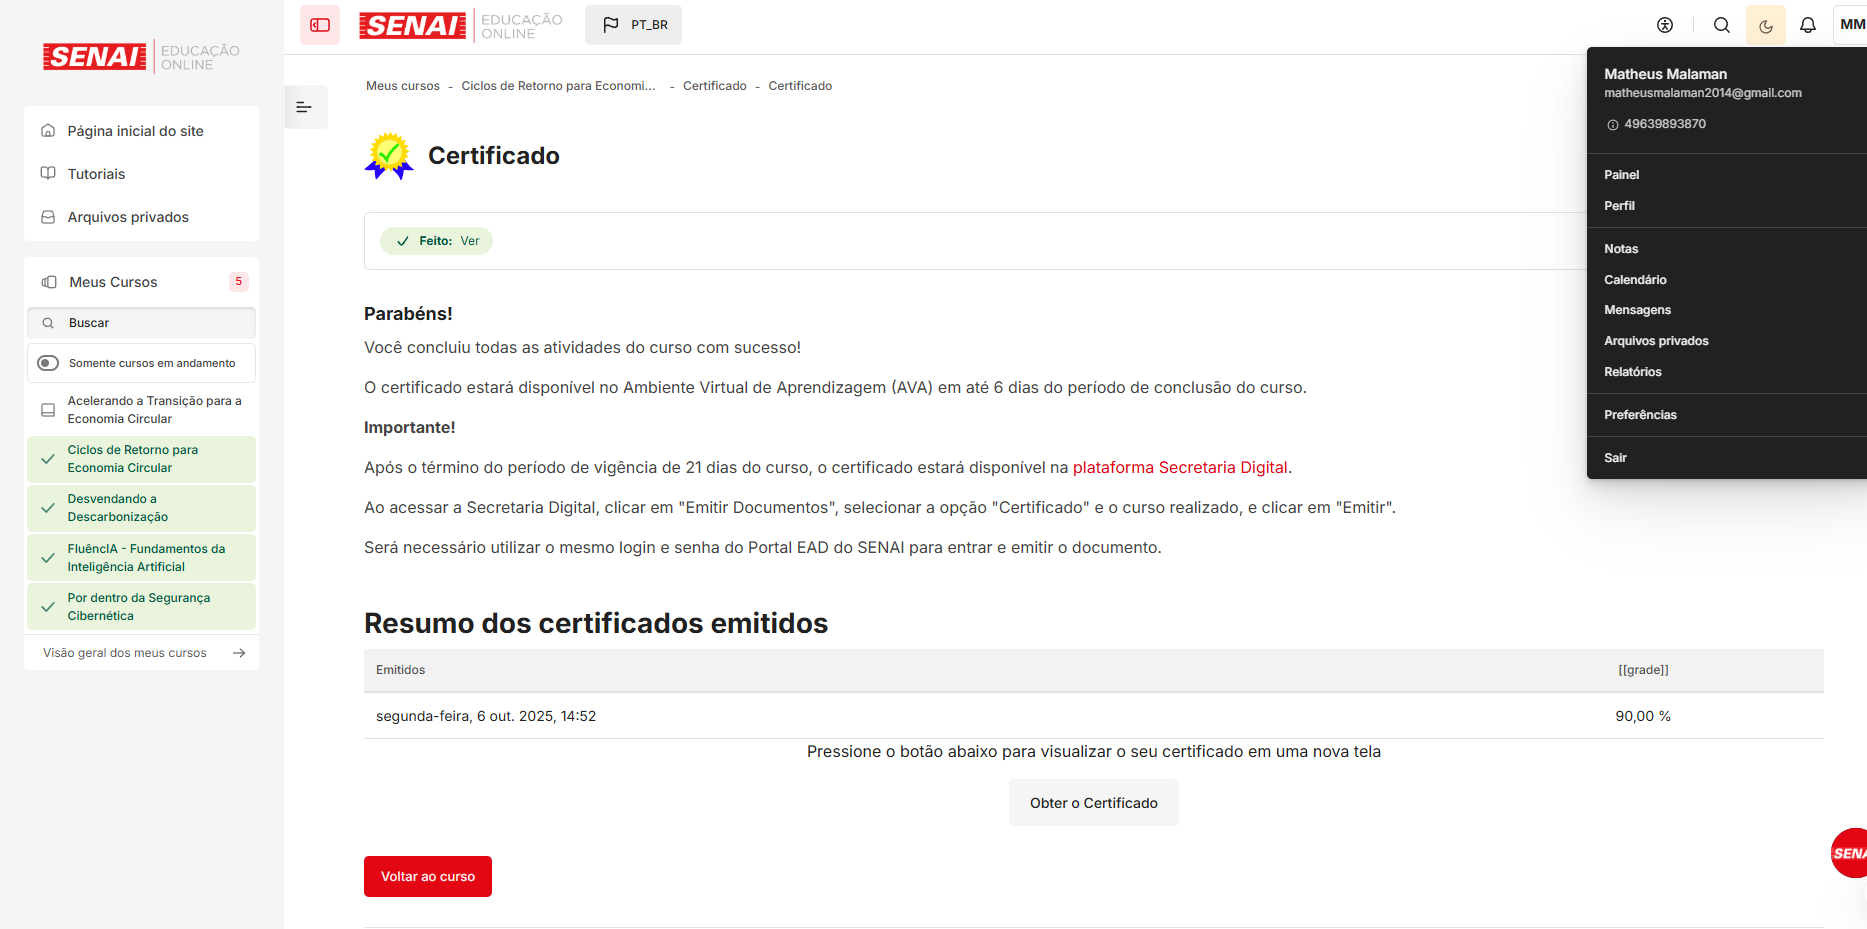 SENAI EDUCAÇÃO ONLINE
Página inicial do site
Tutoriais
Arquivos privados
Meus Cursos 5
Buscar
Somente cursos em andamento
Acelerando a Transição para a
Economia Circular
Ciclos de Retorno para
Economia Circular
Desvendando a
Descarbonização
FluêncIA - Fundamentos da
Inteligência Artificial
Por dentro da Segurança
Cibernética
Visão geral dos meus cursos
SENAI EDUCAÇÃO ONLINE
PT_BR
MM
Meus cursos - Ciclos de Retorno para Economi... - Certificado - Certificado
Certificado
Feito: Ver
Parabéns!
Você concluiu todas as atividades do curso com sucesso!
O certificado estará disponível no Ambiente Virtual de Aprendizagem (AVA) em até 6 dias do período de conclusão do curso.
Importante!
Após o término do período de vigência de 21 dias do curso, o certificado estará disponível na plataforma Secretaria Digital.
Ao acessar a Secretaria Digital, clicar em "Emitir Documentos", selecionar a opção "Certificado" e o curso realizado, e clicar em "Emitir".
Será necessário utilizar o mesmo login e senha do Portal EAD do SENAI para entrar e emitir o documento.
Resumo dos certificados emitidos
Emitidos [[grade]]
segunda-feira, 6 out. 2025, 14:52 90,00 %
Pressione o botão abaixo para visualizar o seu certificado em uma nova tela
Obter o Certificado
Voltar ao curso
Matheus Malaman
matheusmalaman2014@gmail.com
49639893870
Painel
Perfil
Notas
Calendário
Mensagens
Arquivos privados
Relatórios
Preferências
Sair
SENA